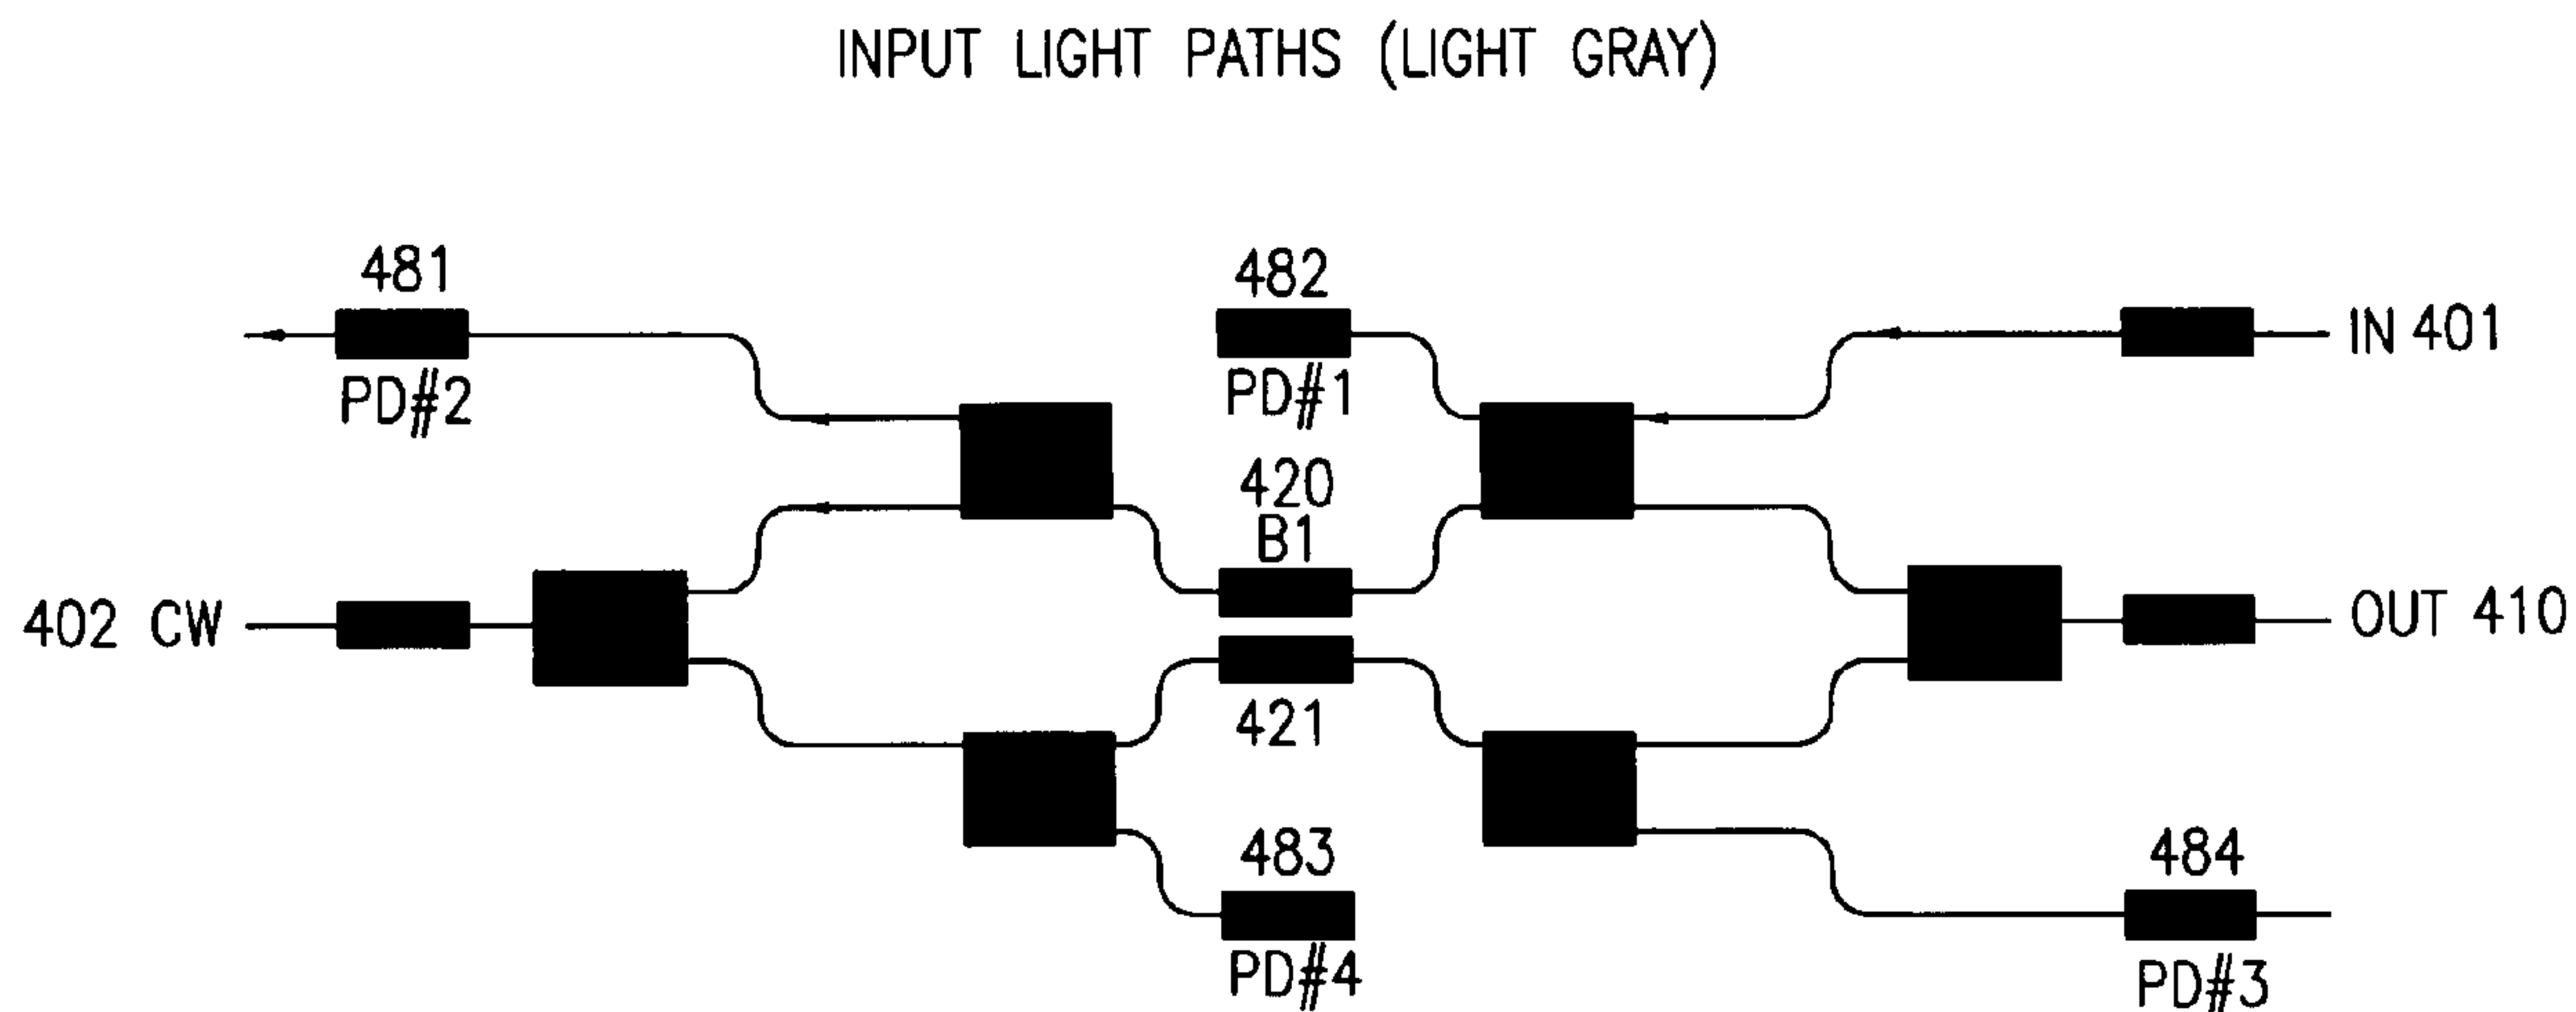 INPUT LIGHT PATHS (LIGHT GRAY)
481
482
IN 401
PD#2
PD#1
420
B1
402 CW
OUT 410
421
483
484
PD#4
PD#3